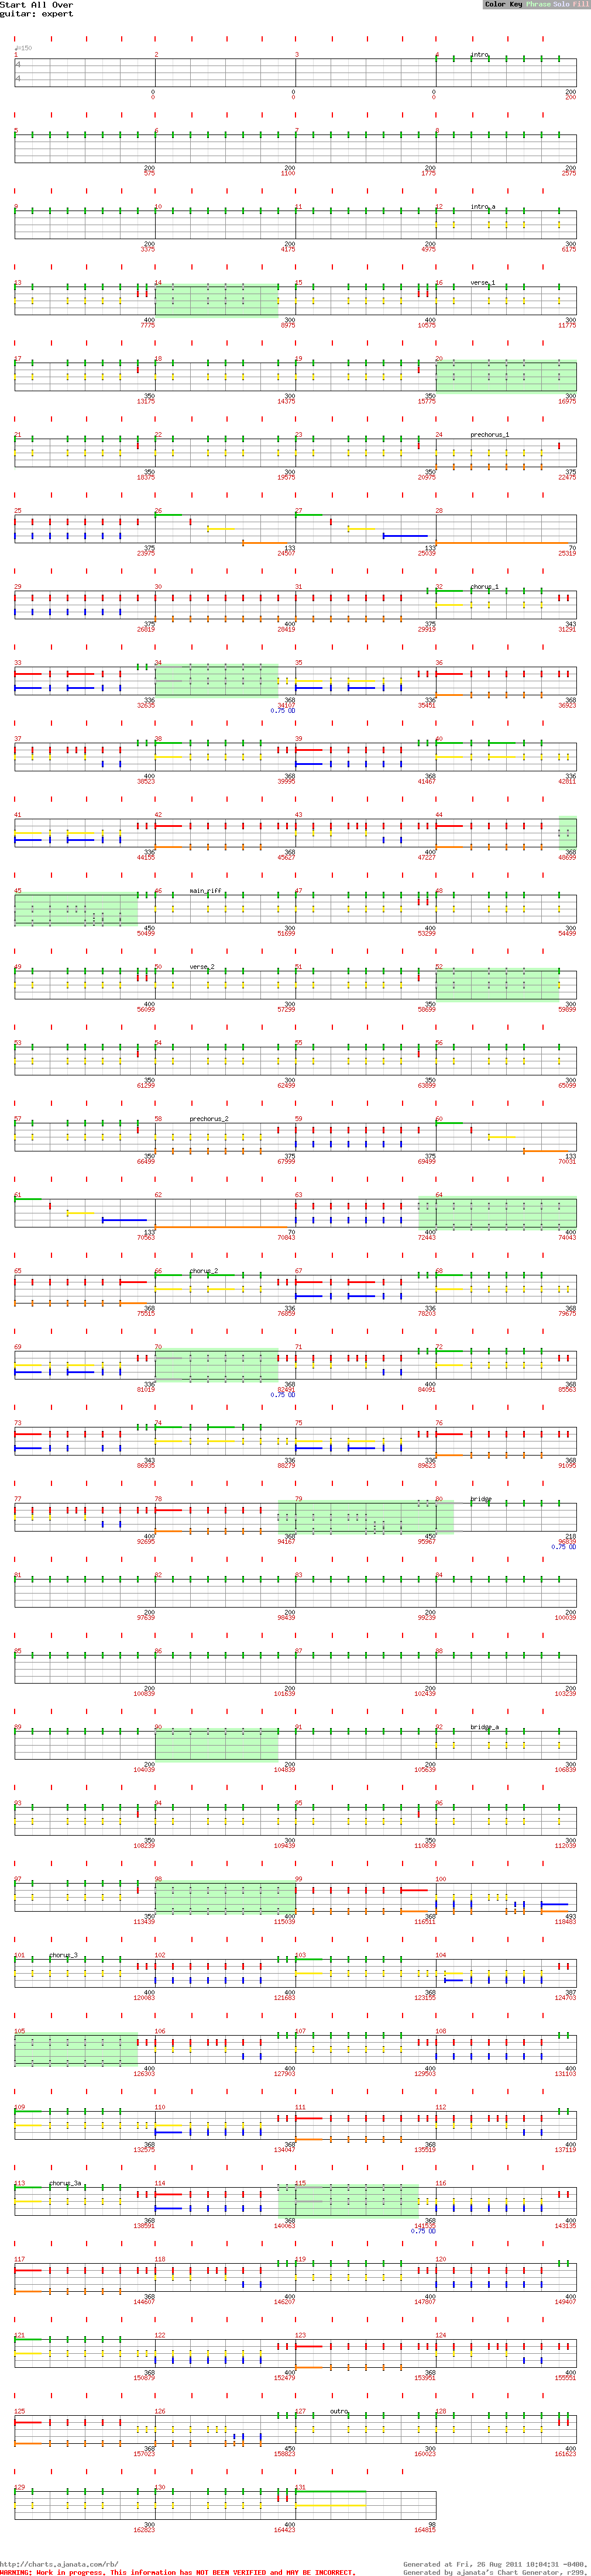 Start All Over
guitar: expert
Color Key Phrase Solo Fill
♩=150
1 2 3 4 intro
4
4
0 0 0 200
0 0 0 200
5 6 7 8
200 200 200 200
575 1100 1775 2575
9 10 11 12 intro_a
200 200 200 300
3375 4175 4975 6175
13 14 15 16 verse_1
400 300 400 300
7775 8975 10575 11775
17 18 19 20
350 300 350 300
13175 14375 15775 16975
21 22 23 24 prechorus_1
350 300 350 375
18375 19575 20975 22475
25 26 27 28
375 133 133 70
23975 24507 25039 25319
29 30 31 32 chorus_1
375 400 375 343
26819 28419 29919 31291
33 34 35 36
336 368 336 368
32635 34107 35451 36923
0.75 OD
37 38 39 40
400 368 400 336
38523 39995 41467 42811
41 42 43 44
336 368 400 368
44155 45627 47227 48699
45 46 main_riff 47 48
450 300 400 300
50499 51699 53299 54499
49 50 verse_2 51 52
400 300 350 300
56099 57299 58699 59899
53 54 55 56
350 300 350 300
61299 62499 63899 65099
57 58 prechorus_2 59 60
350 375 375 133
66499 67999 69499 70031
61 62 63 64
133 70 400 400
70563 70843 72443 74043
65 66 chorus_2 67 68
368 336 336 368
75515 76859 78203 79675
69 70 71 72
336 368 400 368
81019 82491 84091 85563
0.75 OD
73 74 75 76
343 336 336 368
86935 88279 89623 91095
77 78 79 80 bridge
400 368 450 218
92695 94167 95967 96839
0.75 OD
81 82 83 84
200 200 200 200
97639 98439 99239 100039
85 86 87 88
200 200 200 200
100839 101639 102439 103239
89 90 91 92 bridge_a
200 200 200 300
104039 104839 105639 106839
93 94 95 96
350 300 350 300
108239 109439 110839 112039
97 98 99 100
350 400 368 493
113439 115039 116511 118483
101 chorus_3 102 103 104
400 400 368 387
120083 121683 123155 124703
105 106 107 108
400 400 400 400
126303 127903 129503 131103
109 110 111 112
368 368 368 400
132575 134047 135519 137119
113 chorus_3a 114 115 116
368 368 368 400
138591 140063 141535 143135
0.75 OD
117 118 119 120
368 400 400 400
144607 146207 147807 149407
121 122 123 124
368 400 368 400
150879 152479 153951 155551
125 126 127 outro 128
368 450 300 400
157023 158823 160023 161623
129 130 131
300 400 98
162823 164423 164815
http://charts.ajanata.com/rb/ Generated at Fri, 26 Aug 2011 18:04:31 -0400.
WARNING: Work in progress. This information has NOT BEEN VERIFIED and MAY BE INCORRECT. Generated by ajanata's Chart Generator, r299.